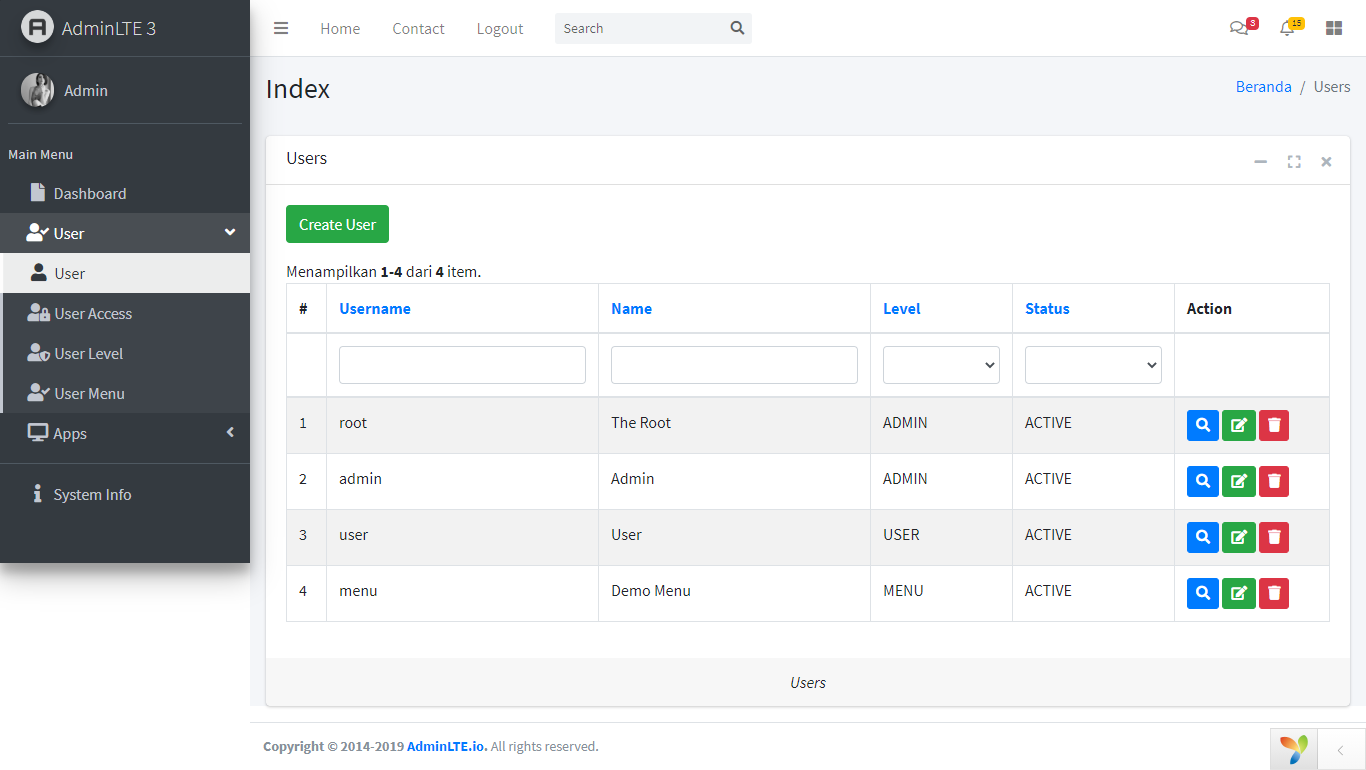 AdminLTE 3
Home Contact Logout Search 3 15
Admin
Index
Beranda / Users
Main Menu
Dashboard
User
User
User Access
User Level
User Menu
Apps
System Info
Users
Create User
Menampilkan 1-4 dari 4 item.
# Username Name Level Status Action
1 root The Root ADMIN ACTIVE
2 admin Admin ADMIN ACTIVE
3 user User USER ACTIVE
4 menu Demo Menu MENU ACTIVE
Users
Copyright © 2014-2019 AdminLTE.io. All rights reserved.